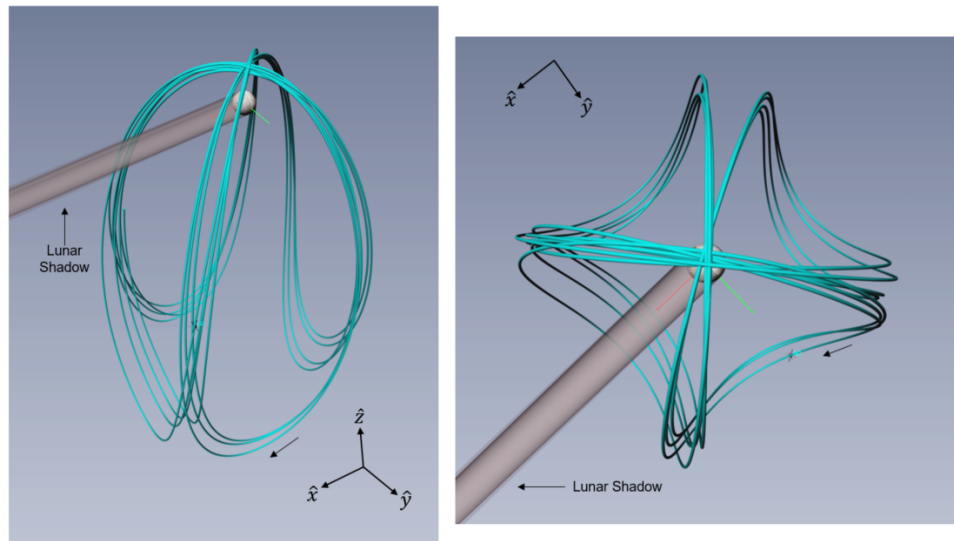 Lunar
Shadow
ẑ
x̂
ŷ
x̂
ŷ
Lunar Shadow